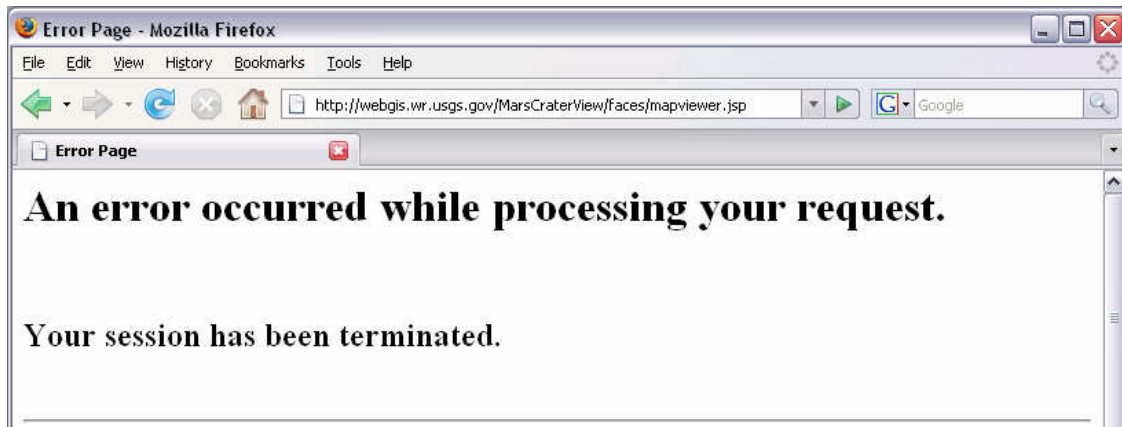 Error Page - Mozilla Firefox
File Edit View History Bookmarks Tools Help
http://webgis.wr.usgs.gov/MarsCraterView/faces/mapviewer.jsp G Google
Error Page
An error occurred while processing your request.
Your session has been terminated.